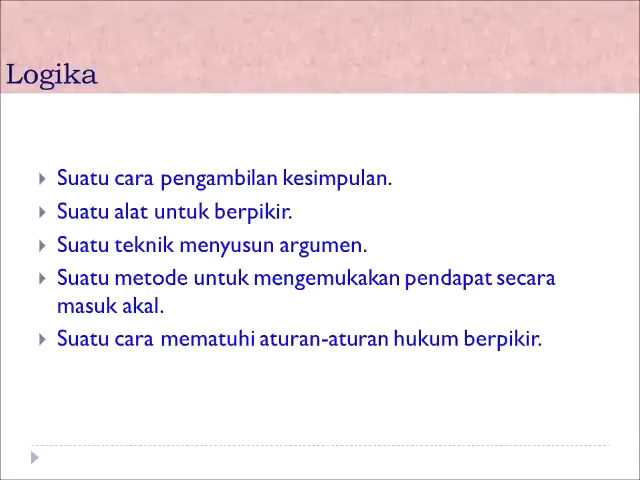 Logika
Suatu cara pengambilan kesimpulan.
Suatu alat untuk berpikir.
Suatu teknik menyusun argumen.
Suatu metode untuk mengemukakan pendapat secara
masuk akal.
Suatu cara mematuhi aturan-aturan hukum berpikir.